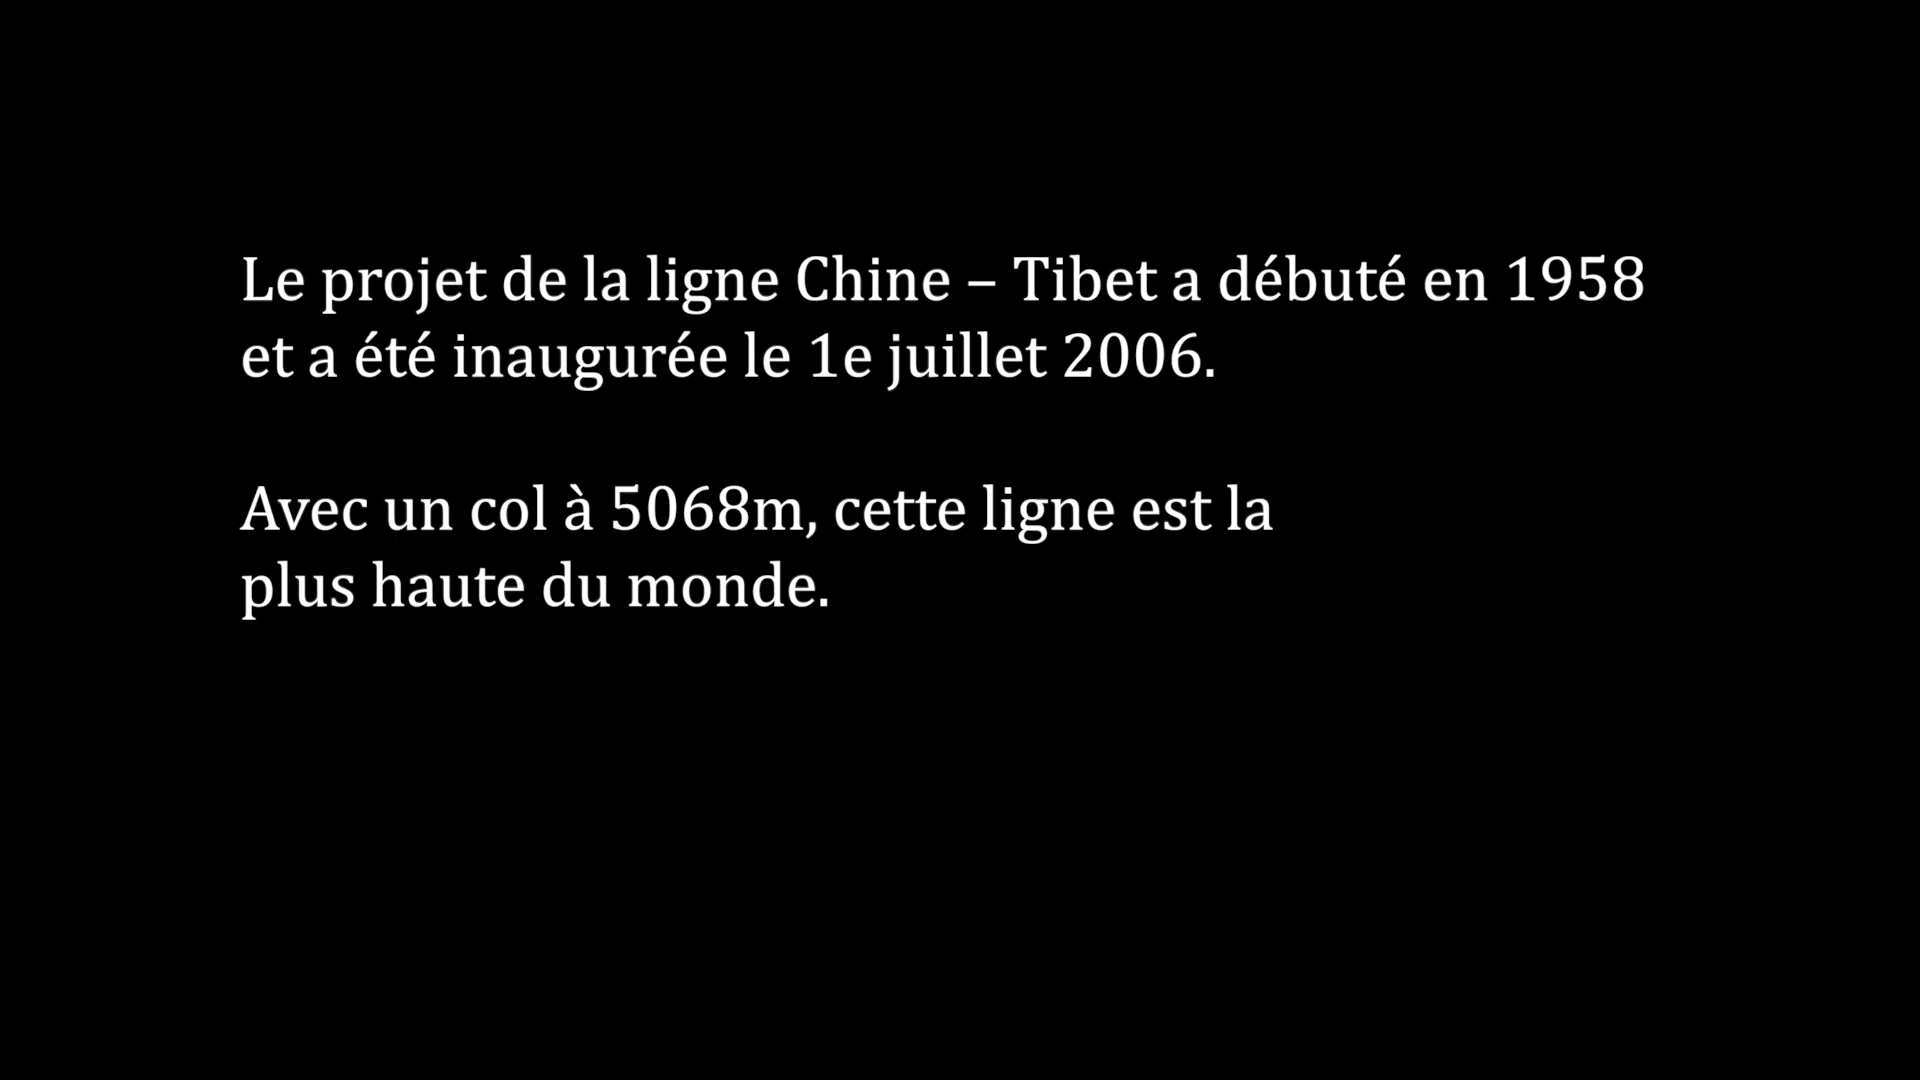 Le projet de la ligne Chine – Tibet a débuté en 1958
et a été inaugurée le 1e juillet 2006.
Avec un col à 5068m, cette ligne est la
plus haute du monde.